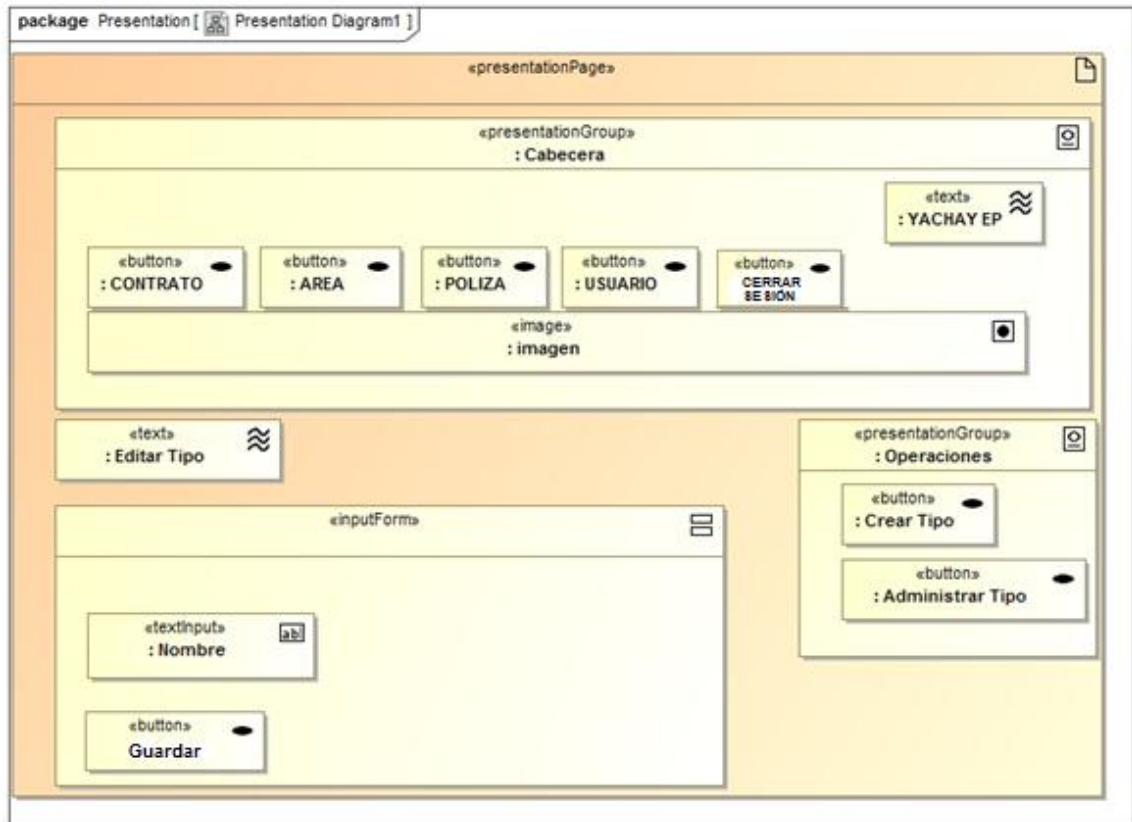 package Presentation [ Presentation Diagram1 ]
«presentationPage»
«presentationGroup»
: Cabecera
«text»
: YACHAY EP
«button»
: CONTRATO
«button»
: AREA
«button»
: POLIZA
«button»
: USUARIO
«button»
CERRAR
SESIÓN
«image»
: imagen
«text»
: Editar Tipo
«presentationGroup»
: Operaciones
«button»
: Crear Tipo
«button»
: Administrar Tipo
«inputForm»
«textInput»
: Nombre
ab
«button»
Guardar